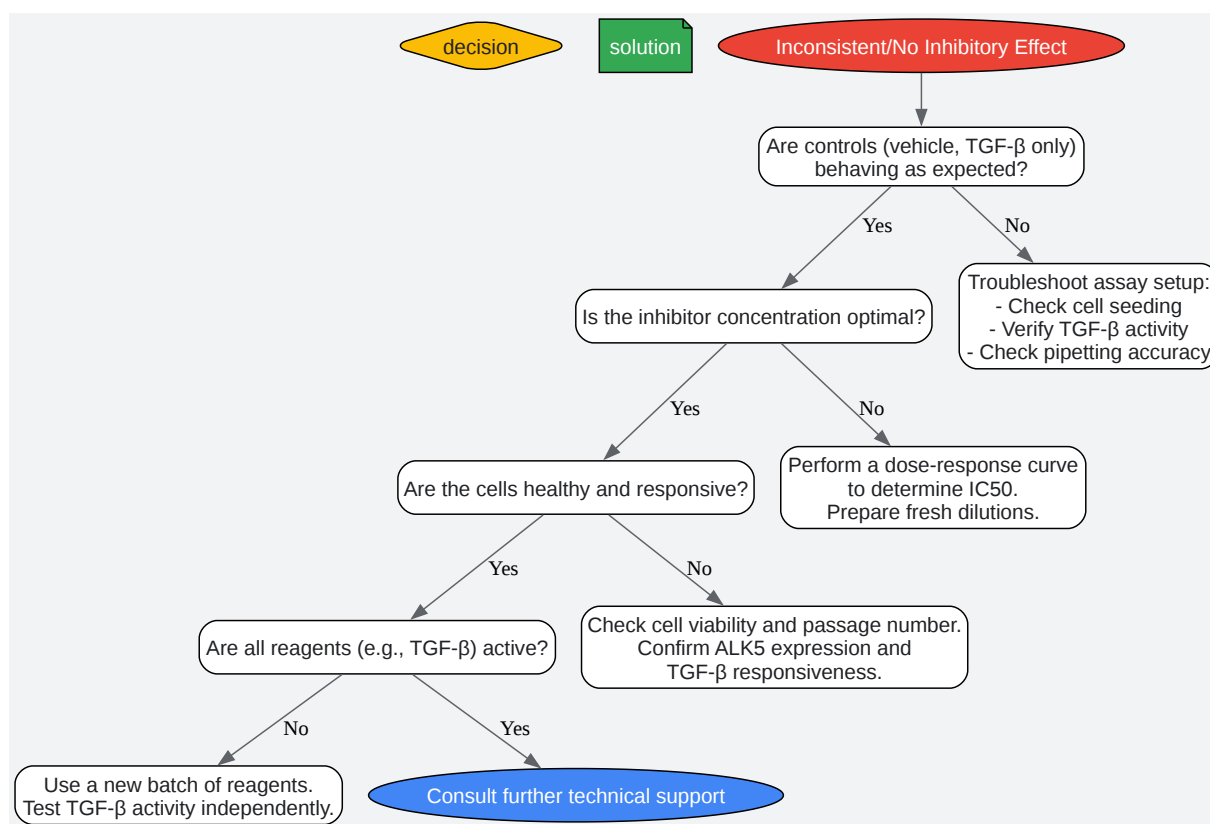 decision
solution
Inconsistent/No Inhibitory Effect
Are controls (vehicle, TGF-β only)
behaving as expected?
Yes
No
Troubleshoot assay setup:
- Check cell seeding
- Verify TGF-β activity
- Check pipetting accuracy
Is the inhibitor concentration optimal?
Yes
No
Perform a dose-response curve
to determine IC50.
Prepare fresh dilutions.
Are the cells healthy and responsive?
Yes
No
Check cell viability and passage number.
Confirm ALK5 expression and
TGF-β responsiveness.
Are all reagents (e.g., TGF-β) active?
No
Yes
Use a new batch of reagents.
Test TGF-β activity independently.
Consult further technical support